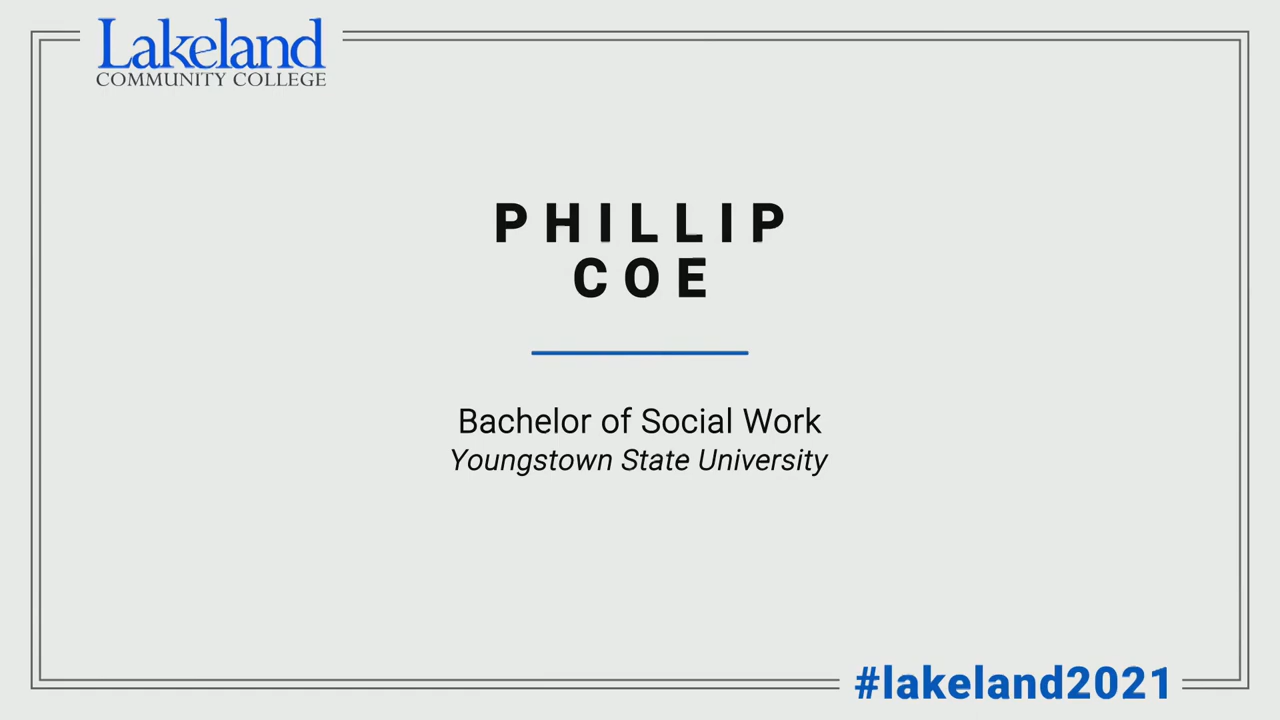 Lakeland
COMMUNITY COLLEGE
PHILLIP
COE
Bachelor of Social Work
Youngstown State University
#lakeland2021